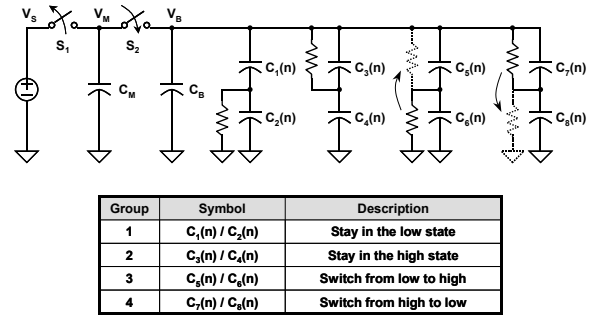 V_S V_M V_B
S_1 S_2
C_M C_B
C_1(n) C_3(n) C_5(n) C_7(n)
C_2(n) C_4(n) C_6(n) C_8(n)
Group Symbol Description
1 C_1(n) / C_2(n) Stay in the low state
2 C_3(n) / C_4(n) Stay in the high state
3 C_5(n) / C_6(n) Switch from low to high
4 C_7(n) / C_8(n) Switch from high to low